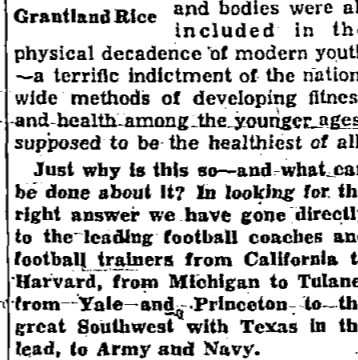 Grantland Rice
and bodies were al
included in th
physical decadence of modern yout
—a terrific indictment of the nation
wide methods of developing fitnes
and health among the younger ages
supposed to be the healthiest of all
Just why is this so—and what ca
be done about it? In looking for th
right answer we have gone directl
to the leading football coaches an
football trainers from California t
Harvard, from Michigan to Tulane
from Yale and Princeton to th
great Southwest with Texas in th
lead, to Army and Navy.